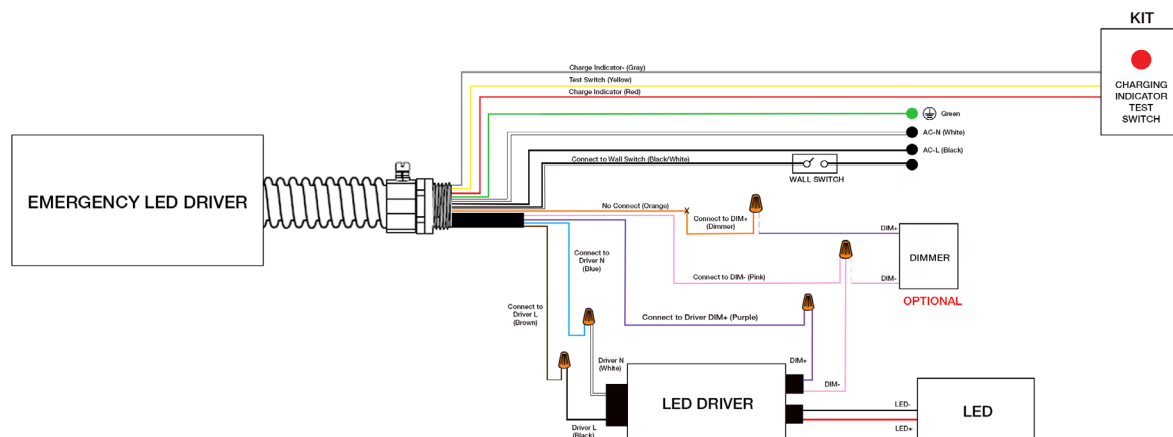 KIT
Charge Indicator- (Gray)
Test Switch (Yellow)
Charge Indicator (Red)
CHARGING
INDICATOR
TEST
SWITCH
Green
AC-N (White)
AC-L (Black)
Connect to Wall Switch (Black/White)
WALL SWITCH
EMERGENCY LED DRIVER
No Connect (Orange)
X
Connect to DIM+
(Dimmer)
DIM+
DIMMER
DIM-
OPTIONAL
Connect to
Driver N
(Blue)
Connect to DIM- (Pink)
Connect to
Driver L
(Brown)
Connect to Driver DIM+ (Purple)
Driver N
(White)
DIM+
DIM-
LED DRIVER
LED-
LED+
LED
Driver L
(Black)